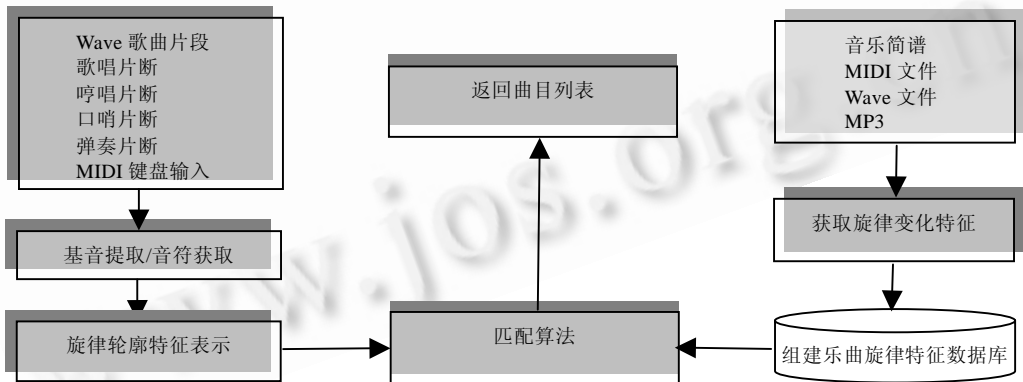 Wave 歌曲片段
歌唱片断
哼唱片断
口哨片断
弹奏片断
MIDI 键盘输入
基音提取/音符获取
旋律轮廓特征表示
返回曲目列表
匹配算法
音乐简谱
MIDI 文件
Wave 文件
MP3
获取旋律变化特征
组建乐曲旋律特征数据库
www.jos.org